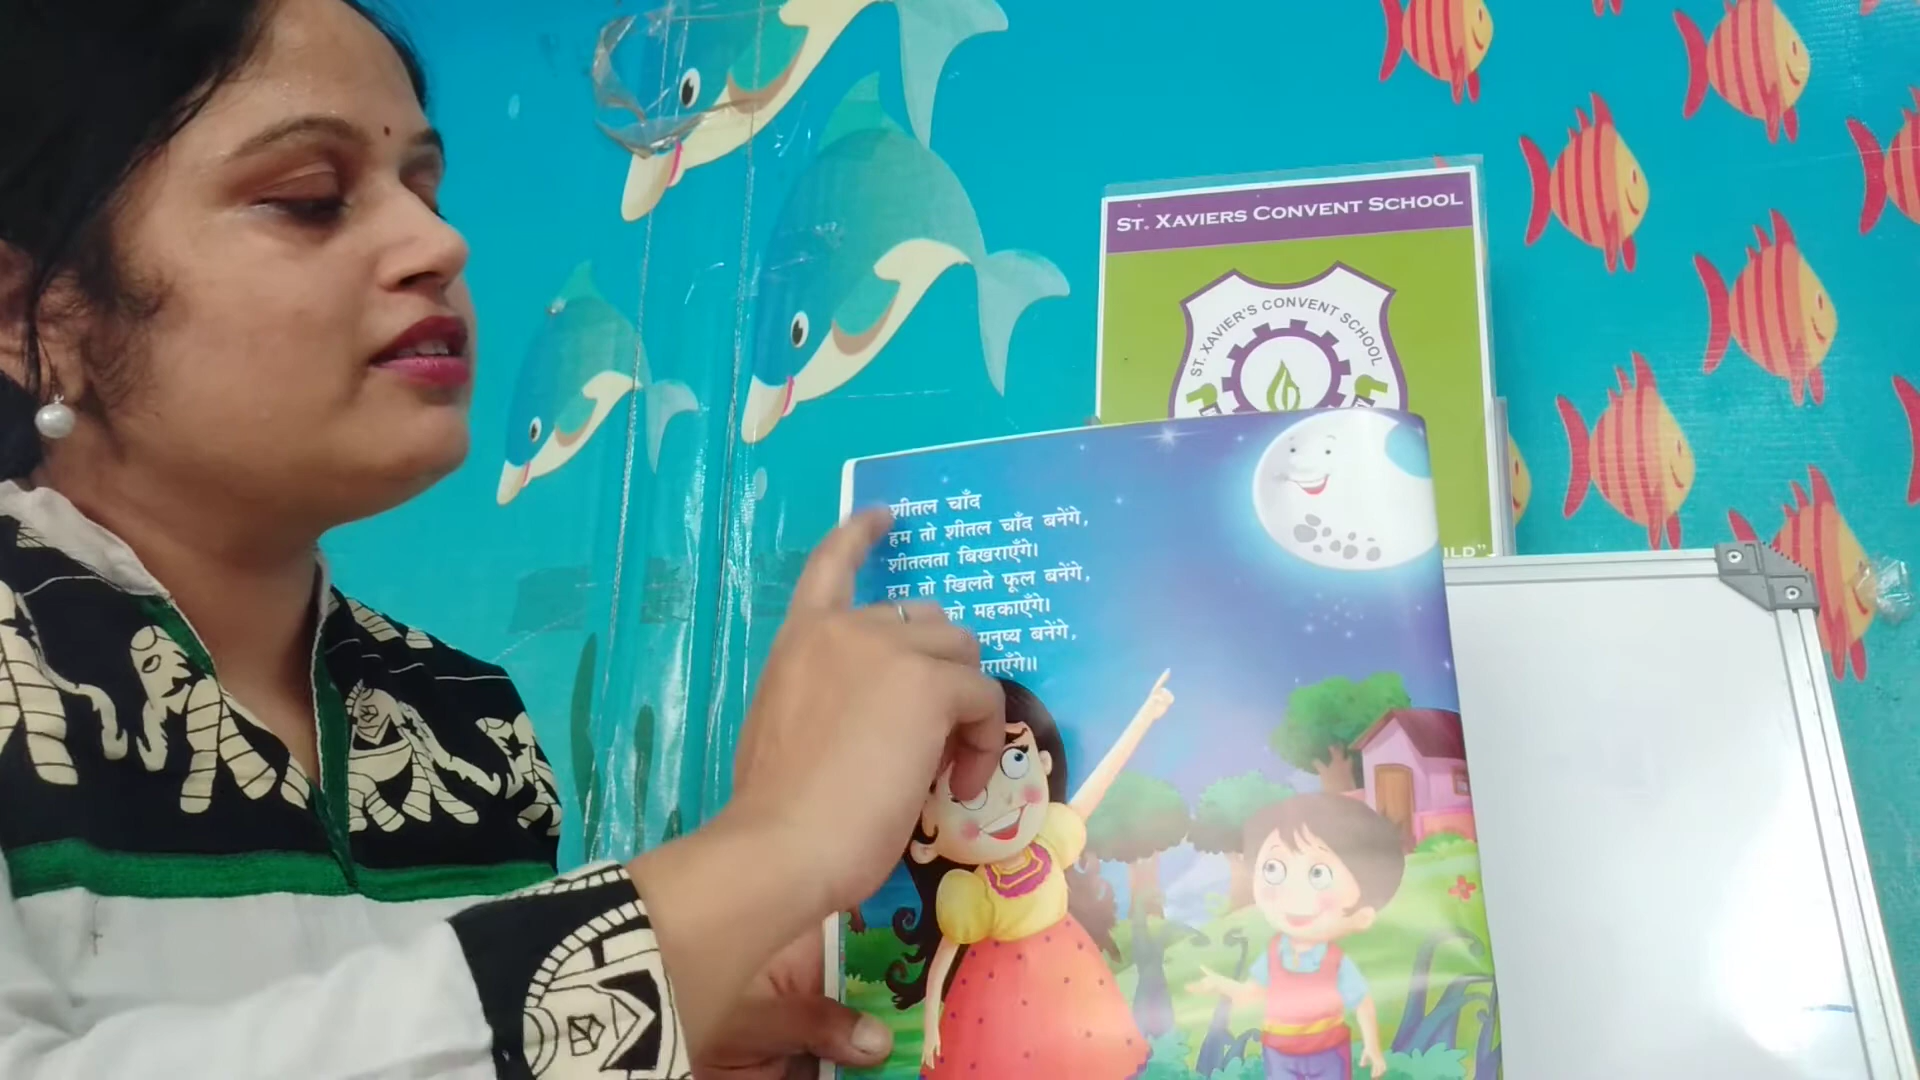 ST. XAVIERS CONVENT SCHOOL
ST. XAVIER'S CONVENT SCHOOL
ILD"
शीतल चाँद
हम तो शीतल चाँद बनेंगे,
शीतलता बिखराएँगे।
हम तो खिलते फूल बनेंगे,
को महकाएँगे।
मनुष्य बनेंगे,
राएँगे॥